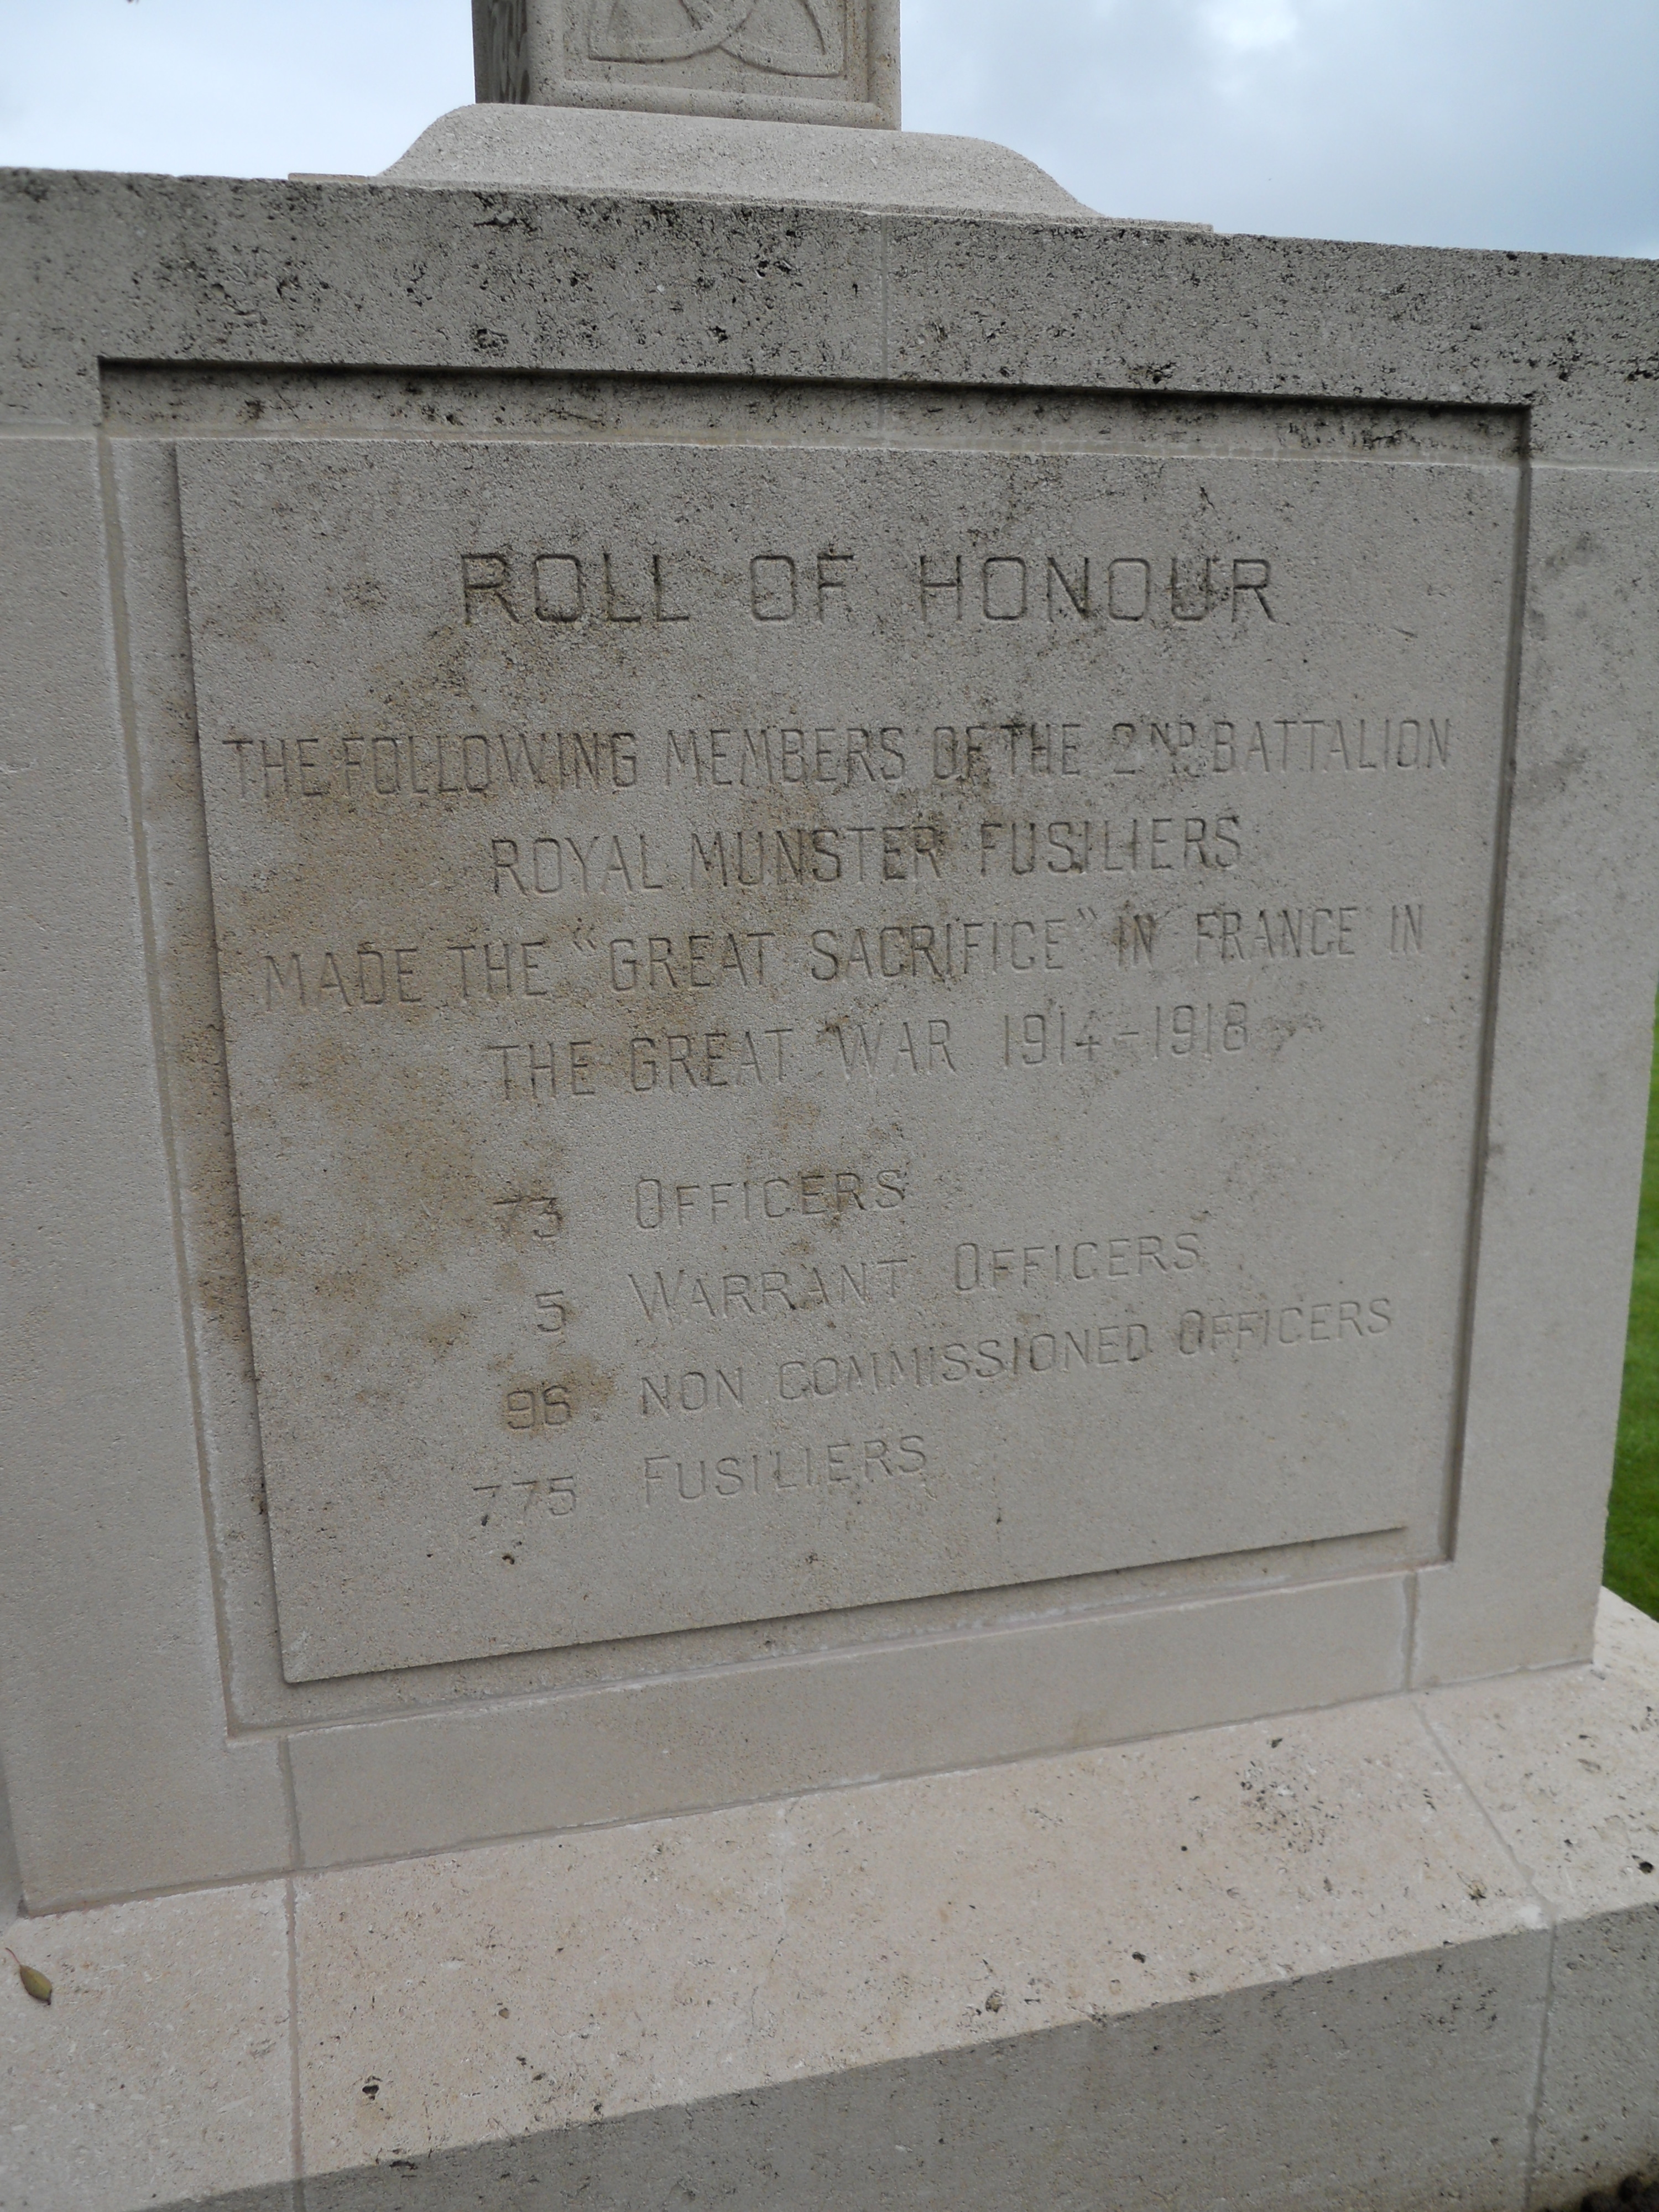 ROLL OF HONOUR
THE FOLLOWING MEMBERS OF THE 2ND BATTALION
ROYAL MUNSTER FUSILIERS
MADE THE "GREAT SACRIFICE" IN FRANCE IN
THE GREAT WAR 1914-1918
73 OFFICERS
5 WARRANT OFFICERS
96 NON COMMISSIONED OFFICERS
775 FUSILIERS